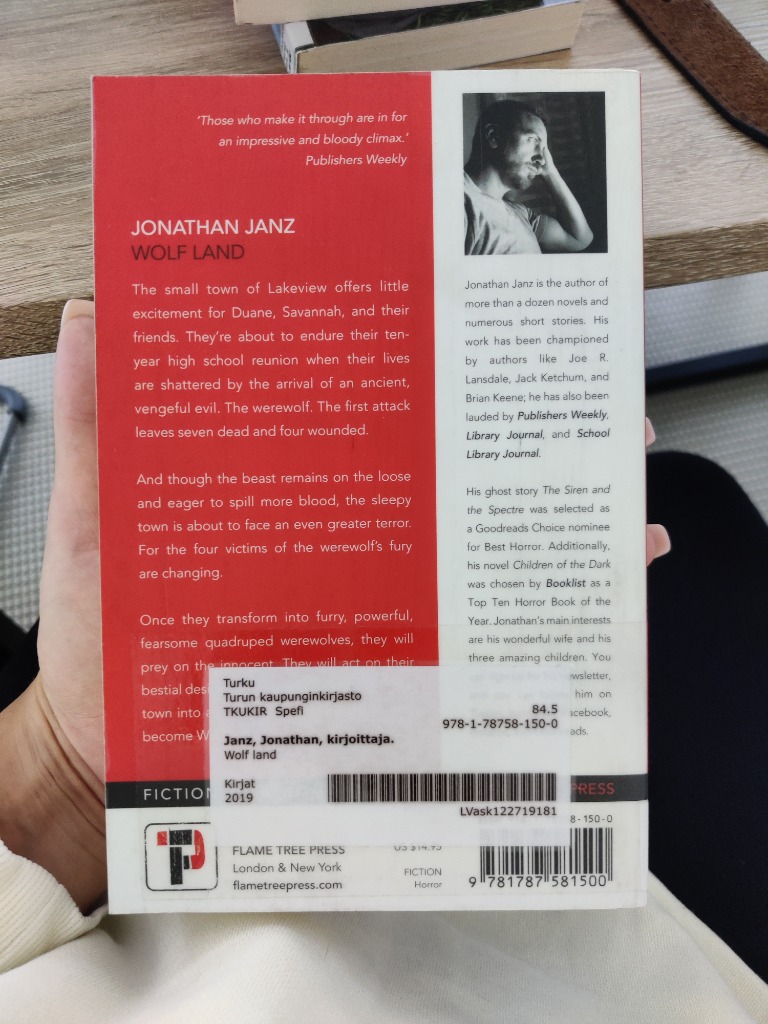 'Those who make it through are in for
an impressive and bloody climax.'
Publishers Weekly
JONATHAN JANZ
WOLF LAND
The small town of Lakeview offers little
excitement for Duane, Savannah, and their
friends. They're about to endure their ten-
year high school reunion when their lives
are shattered by the arrival of an ancient,
vengeful evil. The werewolf. The first attack
leaves seven dead and four wounded.
And though the beast remains on the loose
and eager to spill more blood, the sleepy
town is about to face an even greater terror.
For the four victims of the werewolf's fury
are changing.
Once they transform into furry, powerful,
fearsome quadruped werewolves, they will
prey on the innocent. They will act on their
bestial
town into
become
Jonathan Janz is the author of
more than a dozen novels and
numerous short stories. His
work has been championed
by authors like Joe R.
Lansdale, Jack Ketchum, and
Brian Keene; he has also been
lauded by Publishers Weekly,
Library Journal, and School
Library Journal.
His ghost story The Siren and
the Spectre was selected as
a Goodreads Choice nominee
for Best Horror. Additionally,
his novel Children of the Dark
was chosen by Booklist as a
Top Ten Horror Book of the
Year. Jonathan's main interests
are his wonderful wife and his
three amazing children. You
him on
Turku
Turun kaupunginkirjasto
TKUKIR Spefi
84.5
978-1-78758-150-0
Janz, Jonathan, kirjoittaja.
Wolf land
Kirjat
2019
LVask122719181
FICTION
PRESS
FLAME TREE PRESS
London & New York
flametreepress.com
US $14.95
FICTION
Horror
8-150-0
9 781787 581500